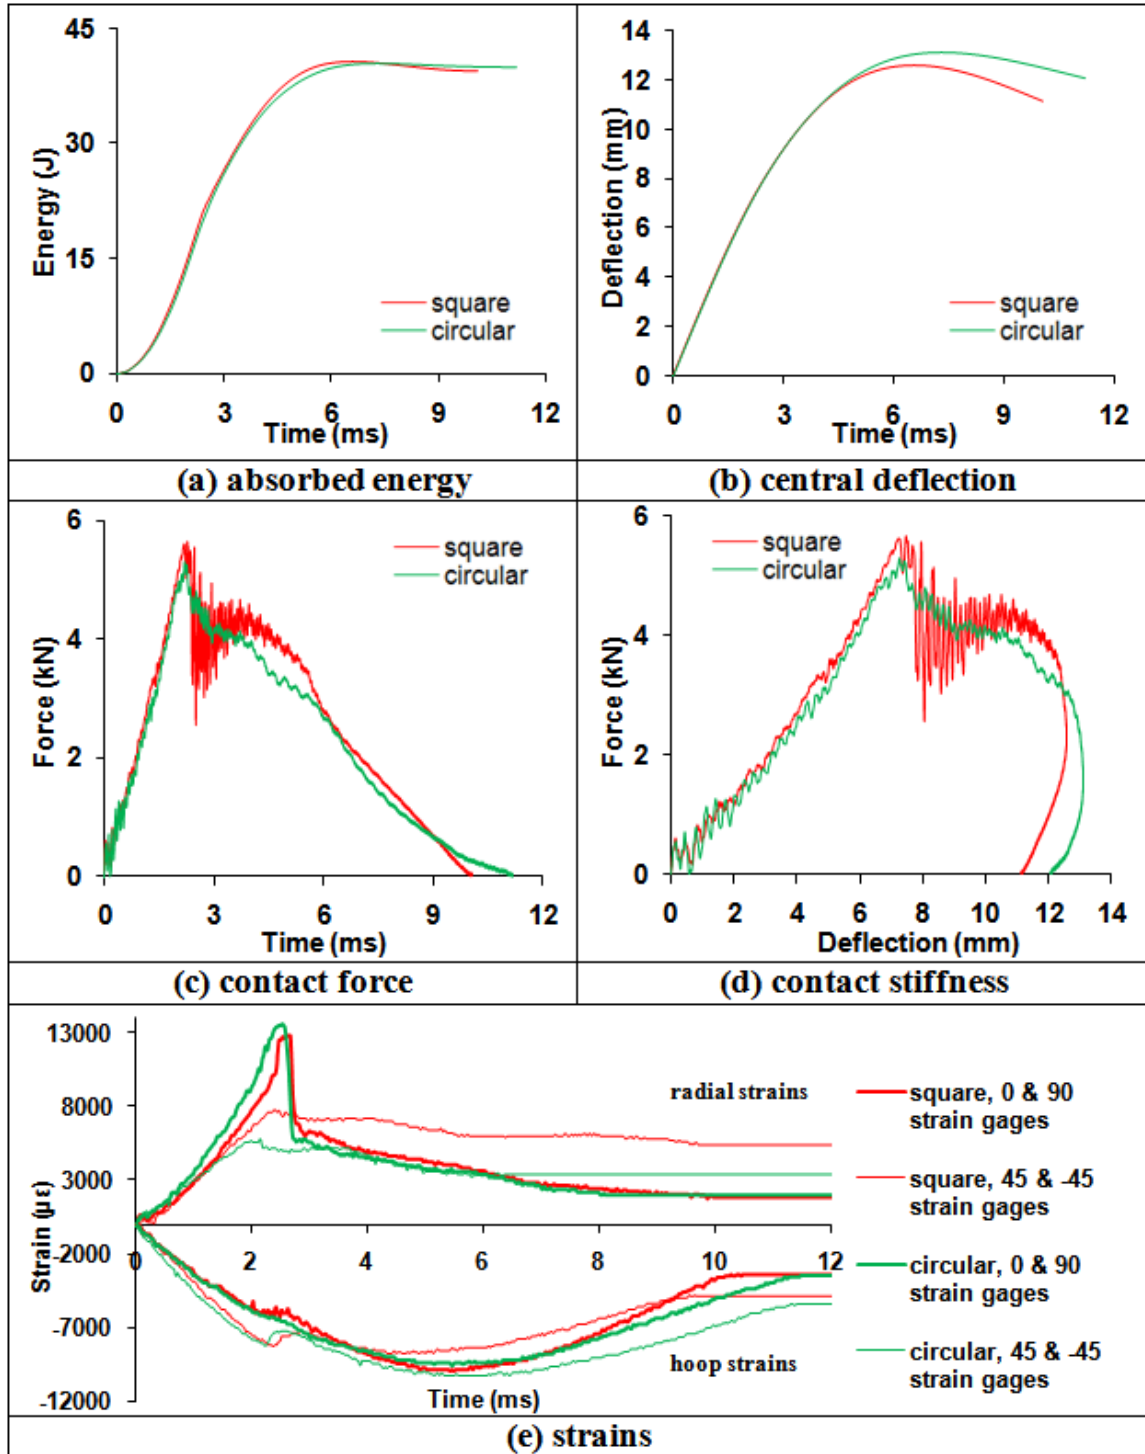 45
30
15
0
Energy (J)
0 3 6 9 12
Time (ms)
square
circular
(a) absorbed energy
14
12
10
8
6
4
2
0
Deflection (mm)
0 3 6 9 12
Time (ms)
square
circular
(b) central deflection
6
4
2
0
Force (kN)
0 3 6 9 12
Time (ms)
square
circular
(c) contact force
6
4
2
0
Force (kN)
0 2 4 6 8 10 12 14
Deflection (mm)
square
circular
(d) contact stiffness
13000
8000
3000
-2000
-7000
-12000
Strain (µs)
0 2 4 6 8 10 12
Time (ms)
radial strains
hoop strains
square, 0 & 90
strain gages
square, 45 & -45
strain gages
circular, 0 & 90
strain gages
circular, 45 & -45
strain gages
(e) strains